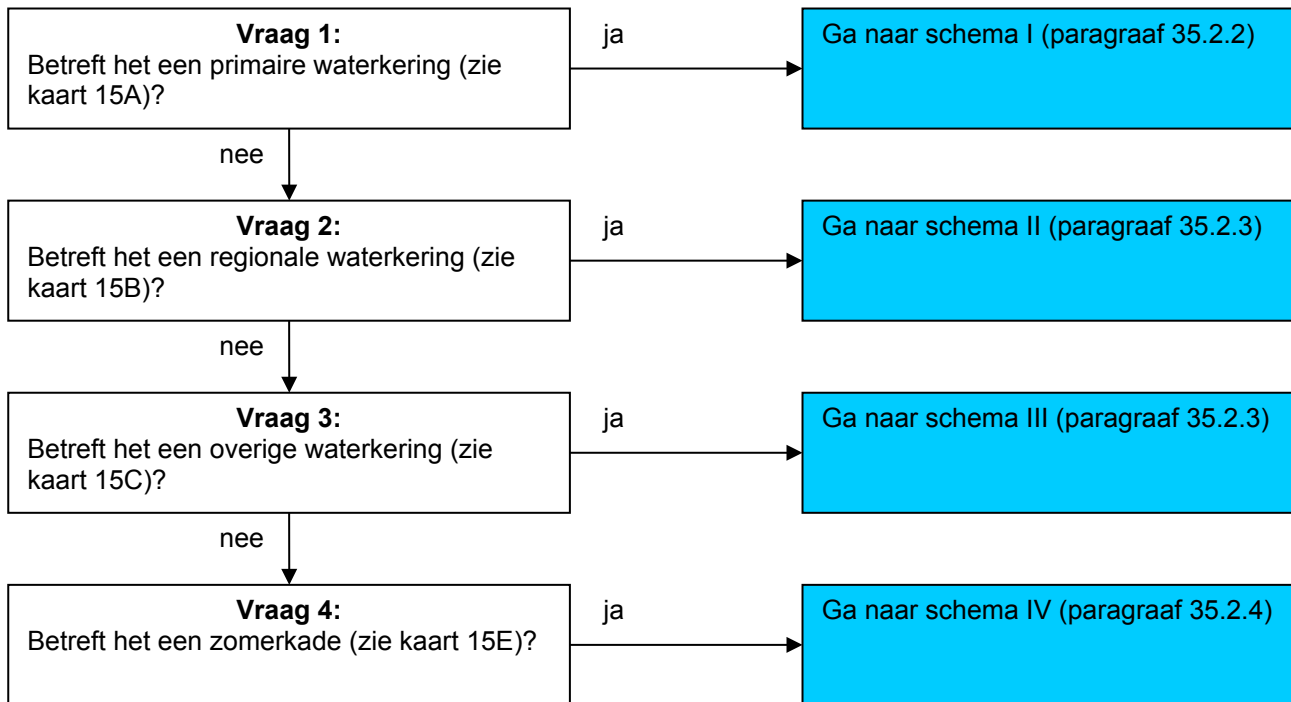 Vraag 1:
Betreft het een primaire waterkering (zie
kaart 15A)?
ja
Ga naar schema I (paragraaf 35.2.2)
nee
Vraag 2:
Betreft het een regionale waterkering (zie
kaart 15B)?
ja
Ga naar schema II (paragraaf 35.2.3)
nee
Vraag 3:
Betreft het een overige waterkering (zie
kaart 15C)?
ja
Ga naar schema III (paragraaf 35.2.3)
nee
Vraag 4:
Betreft het een zomerkade (zie kaart 15E)?
ja
Ga naar schema IV (paragraaf 35.2.4)